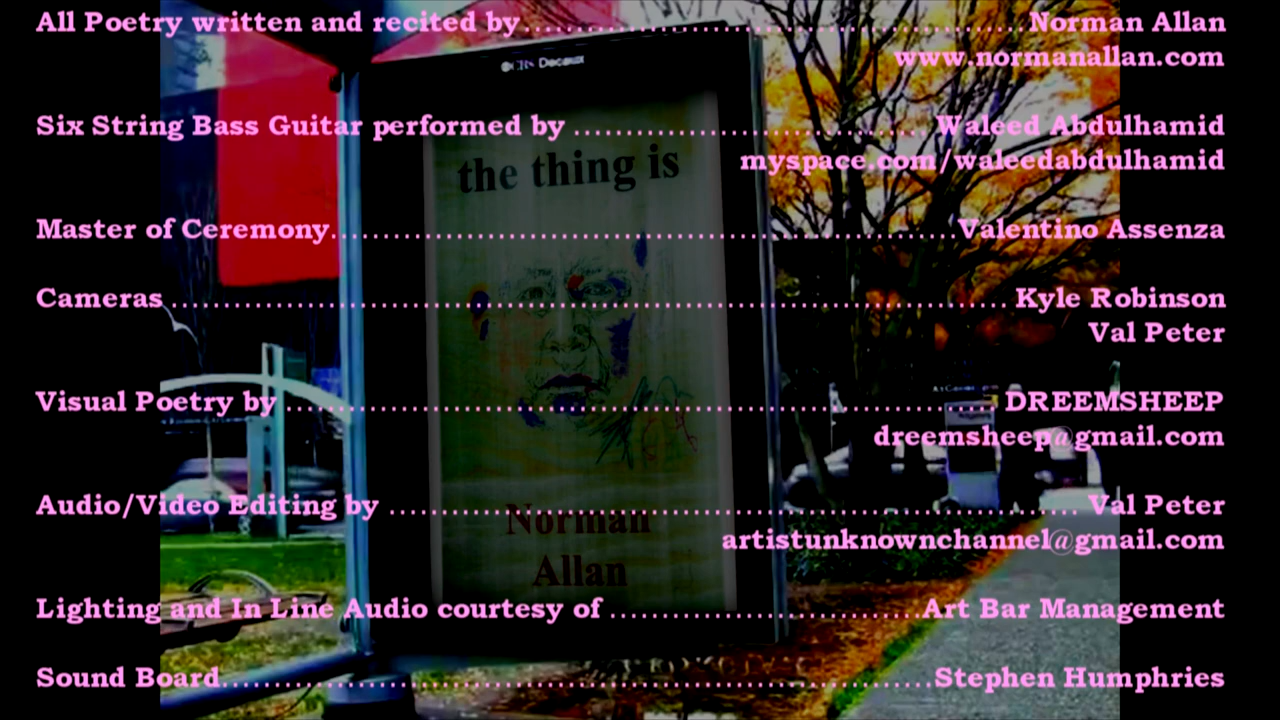 All Poetry written and recited by.................................................Norman Allan
www.normanallan.com
Six String Bass Guitar performed by ................................... Waleed Abdulhamid
myspace.com/waleedabdulhamid
Master of Ceremony..............................................................Valentino Assenza
Cameras .................................................................................. Kyle Robinson
Val Peter
Visual Poetry by ...................................................................... DREEMSHEEP
dreemsheep@gmail.com
Audio/Video Editing by .................................................................... Val Peter
artistunknownchannel@gmail.com
Lighting and In Line Audio courtesy of ..............................Art Bar Management
Sound Board.......................................................................Stephen Humphries
CBS Decaux
the thing is
Norman
Allan